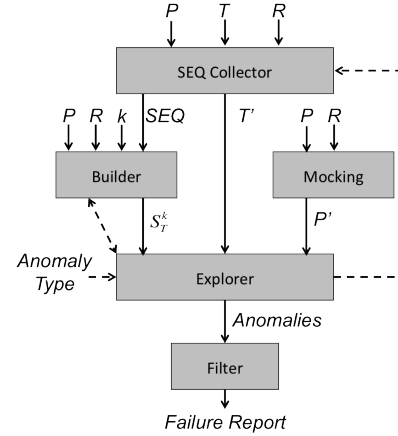 P T R
SEQ Collector
P R k SEQ T' P R
Builder
Mocking
S_T^k
P'
Anomaly
Type
Explorer
Anomalies
Filter
Failure Report